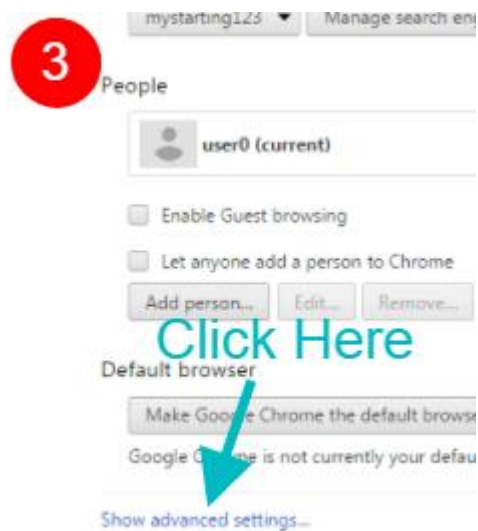 mystarting123 Manage search eng
3
People
user0 (current)
Enable Guest browsing
Let anyone add a person to Chrome
Add person... Edit... Remove...
Click Here
Default browser
Make Google Chrome the default browse
Google Chrome is not currently your defau
Show advanced settings...